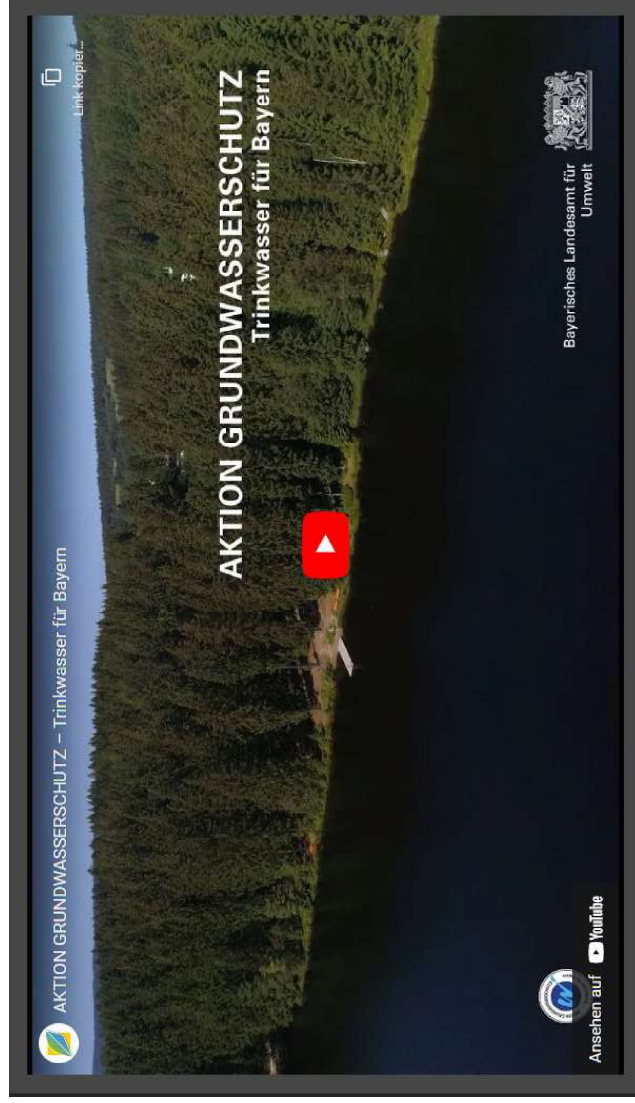 AKTION GRUNDWASSERSCHUTZ – Trinkwasser für Bayern
Link kopier...
AKTION GRUNDWASSERSCHUTZ
Trinkwasser für Bayern
Bayerisches Landesamt für
Umwelt
Ansehen auf YouTube